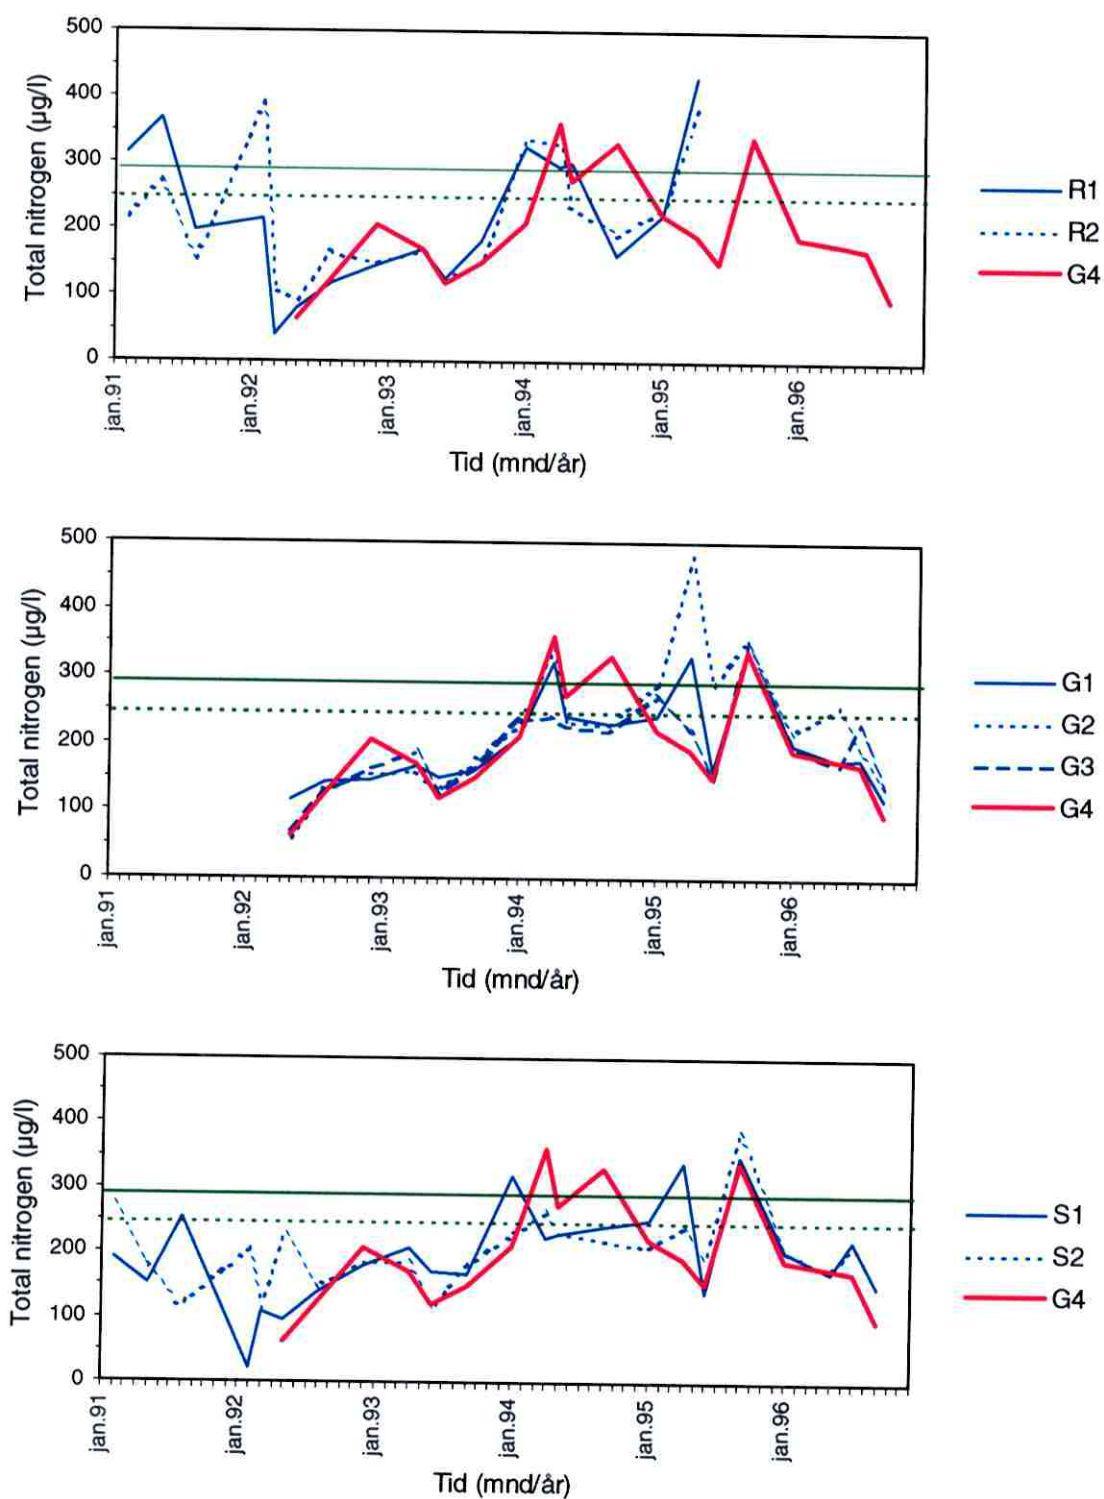 500
400
300
200
100
0
Total nitrogen (µg/l)
jan.91
jan.92
jan.93
jan.94
jan.95
jan.96
Tid (mnd/år)
R1
R2
G4
500
400
300
200
100
0
Total nitrogen (µg/l)
jan.91
jan.92
jan.93
jan.94
jan.95
jan.96
Tid (mnd/år)
G1
G2
G3
G4
500
400
300
200
100
0
Total nitrogen (µg/l)
jan.91
jan.92
jan.93
jan.94
jan.95
jan.96
Tid (mnd/år)
S1
S2
G4